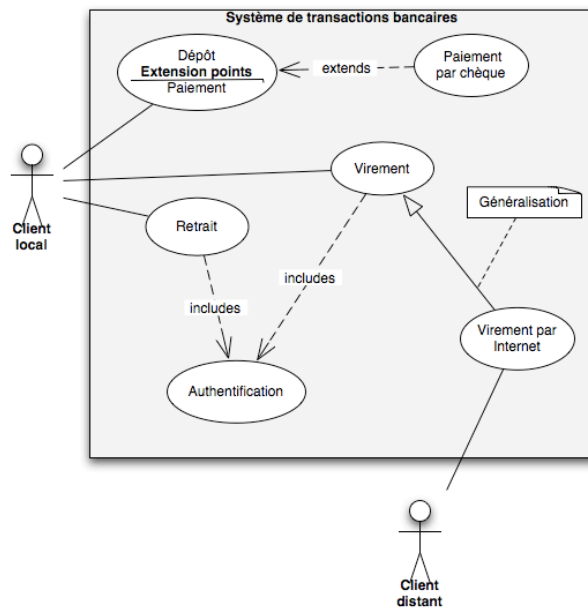 Système de transactions bancaires
Dépôt
Extension points
Paiement
extends
Paiement
par chèque
Virement
Généralisation
Client
local
Retrait
includes
includes
Virement par
Internet
Authentification
Client
distant